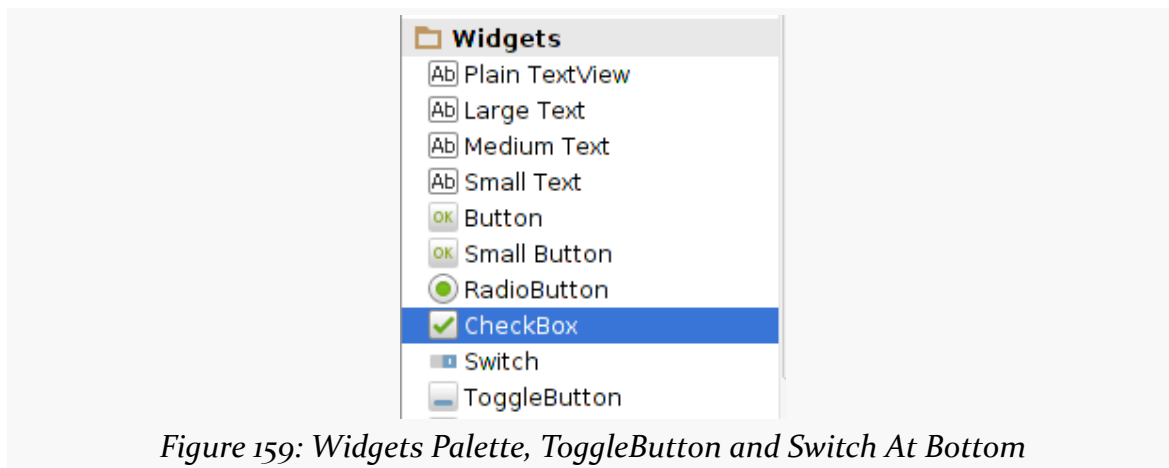 Widgets
Ab Plain TextView
Ab Large Text
Ab Medium Text
Ab Small Text
OK Button
OK Small Button
RadioButton
CheckBox
Switch
ToggleButton
Figure 159: Widgets Palette, ToggleButton and Switch At Bottom